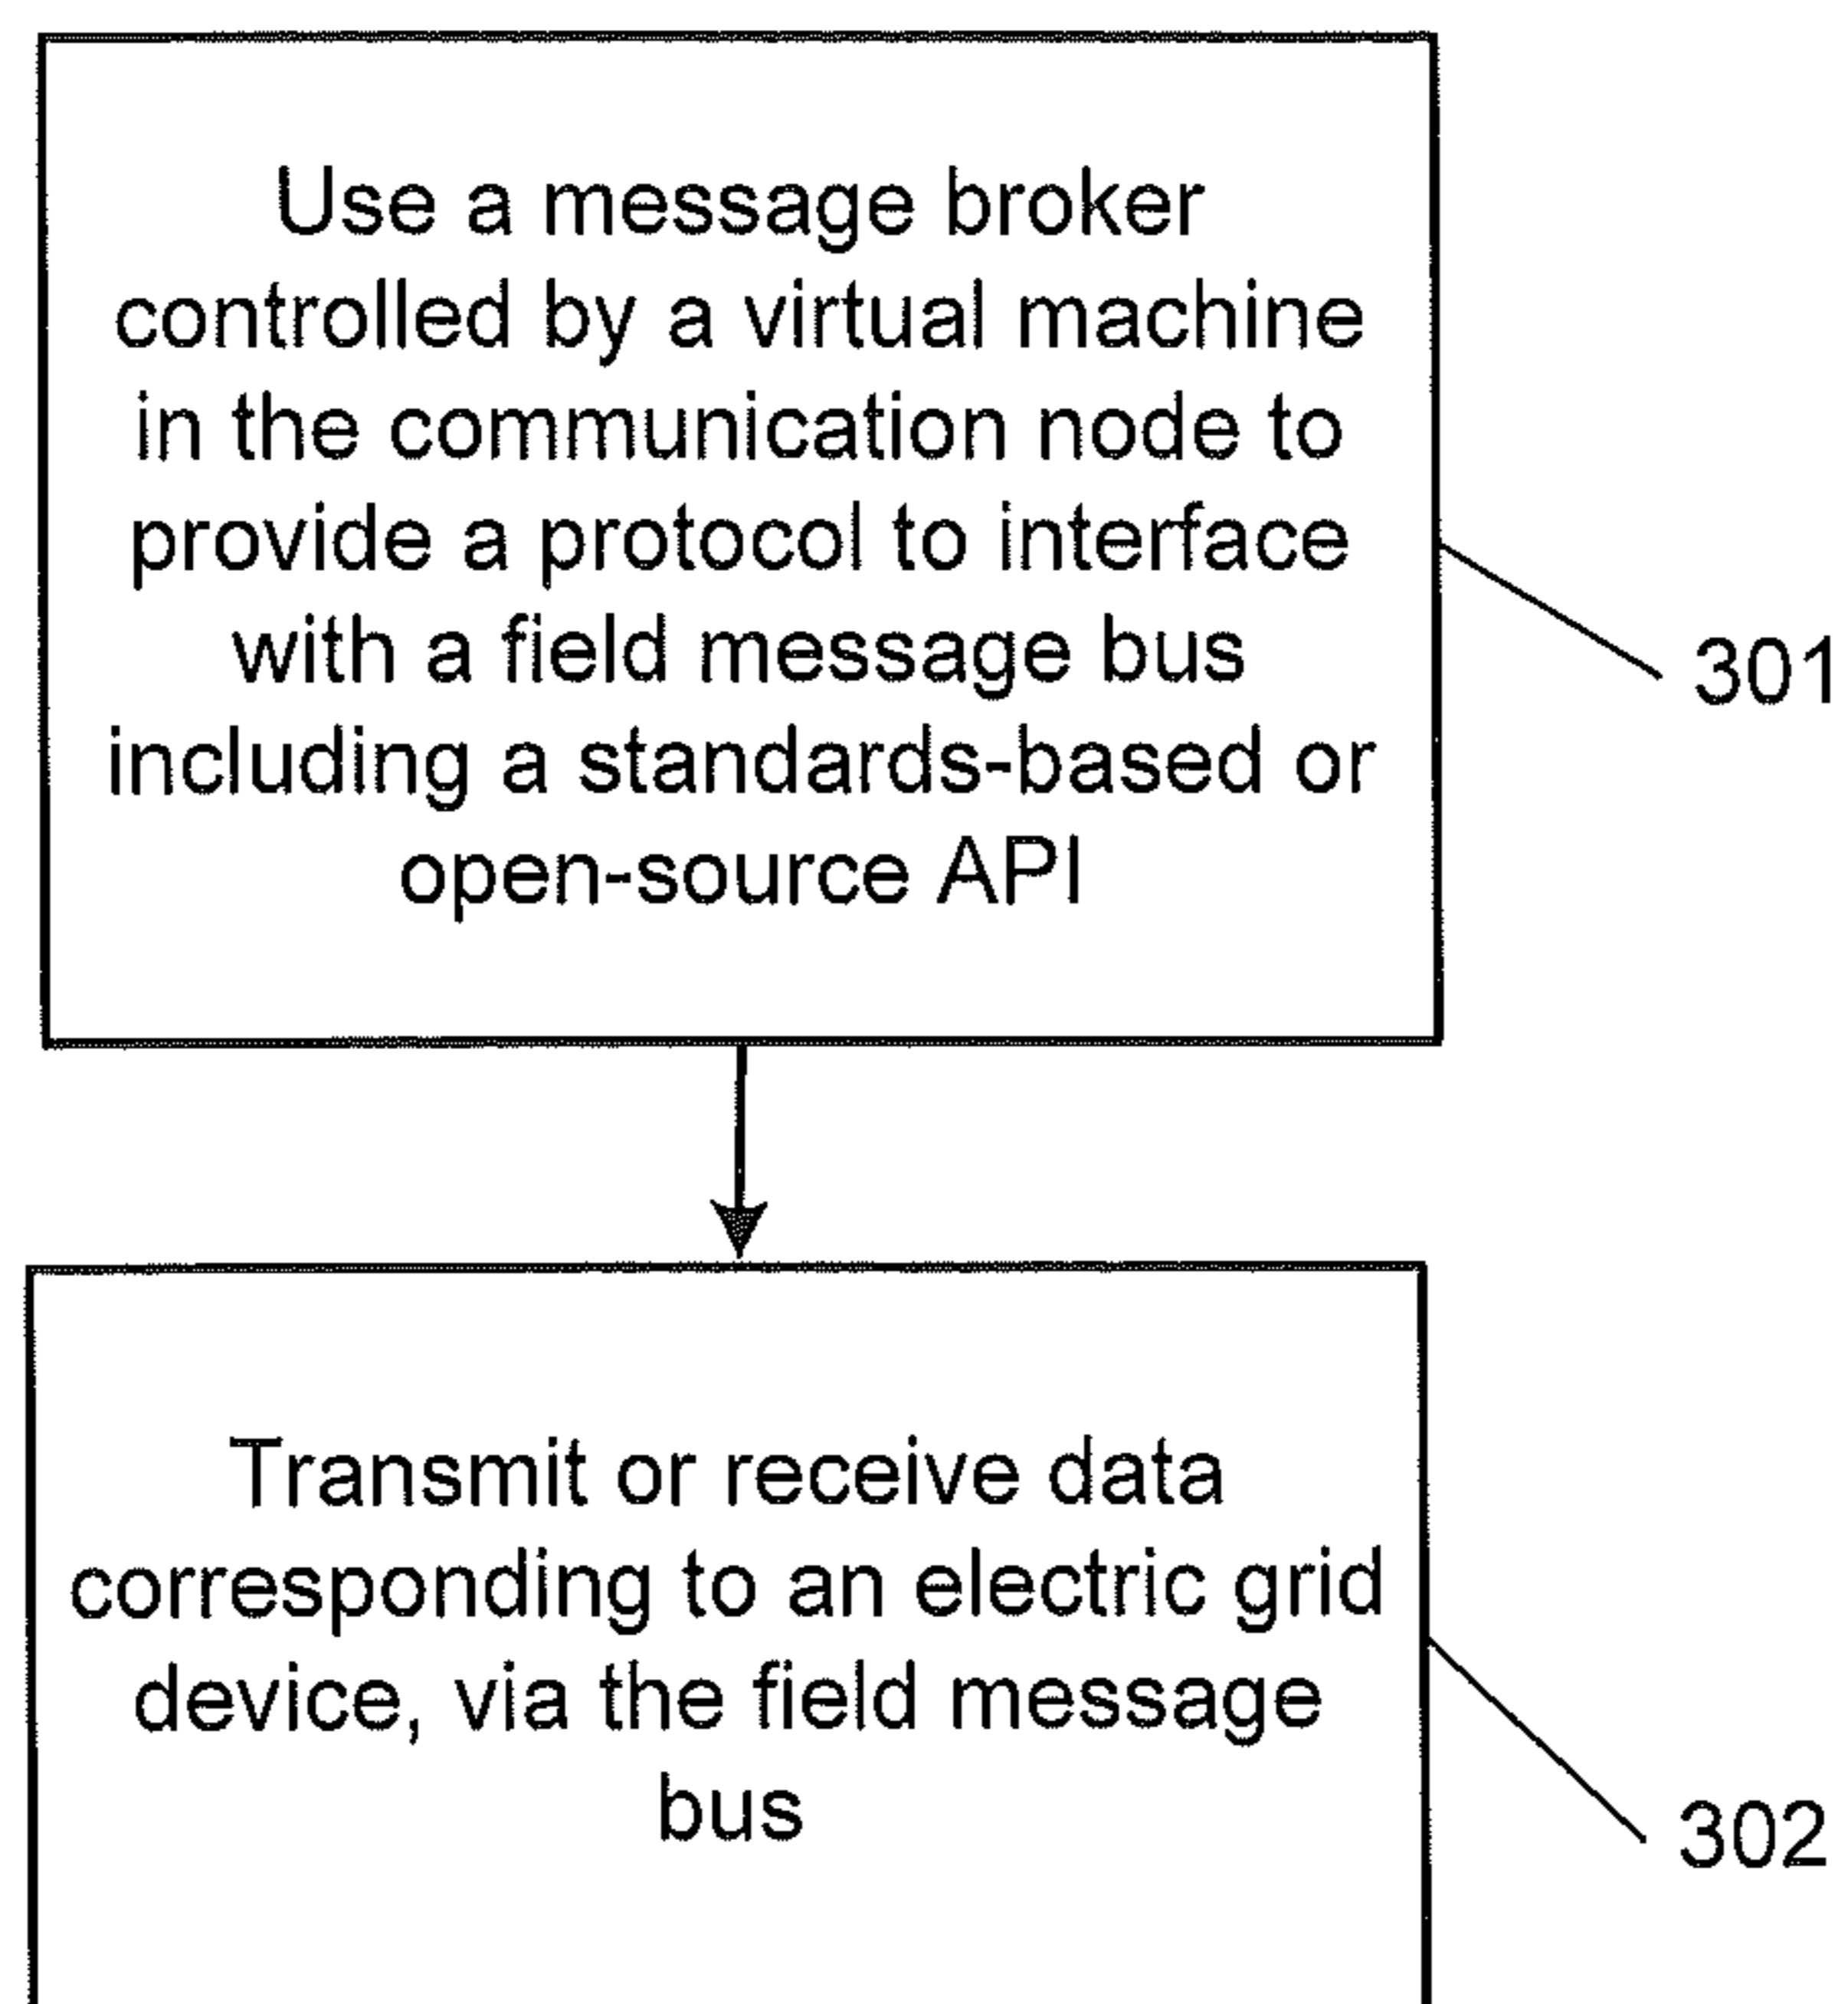 Use a message broker
controlled by a virtual machine
in the communication node to
provide a protocol to interface
with a field message bus
including a standards-based or
open-source API
301
Transmit or receive data
corresponding to an electric grid
device, via the field message
bus
302